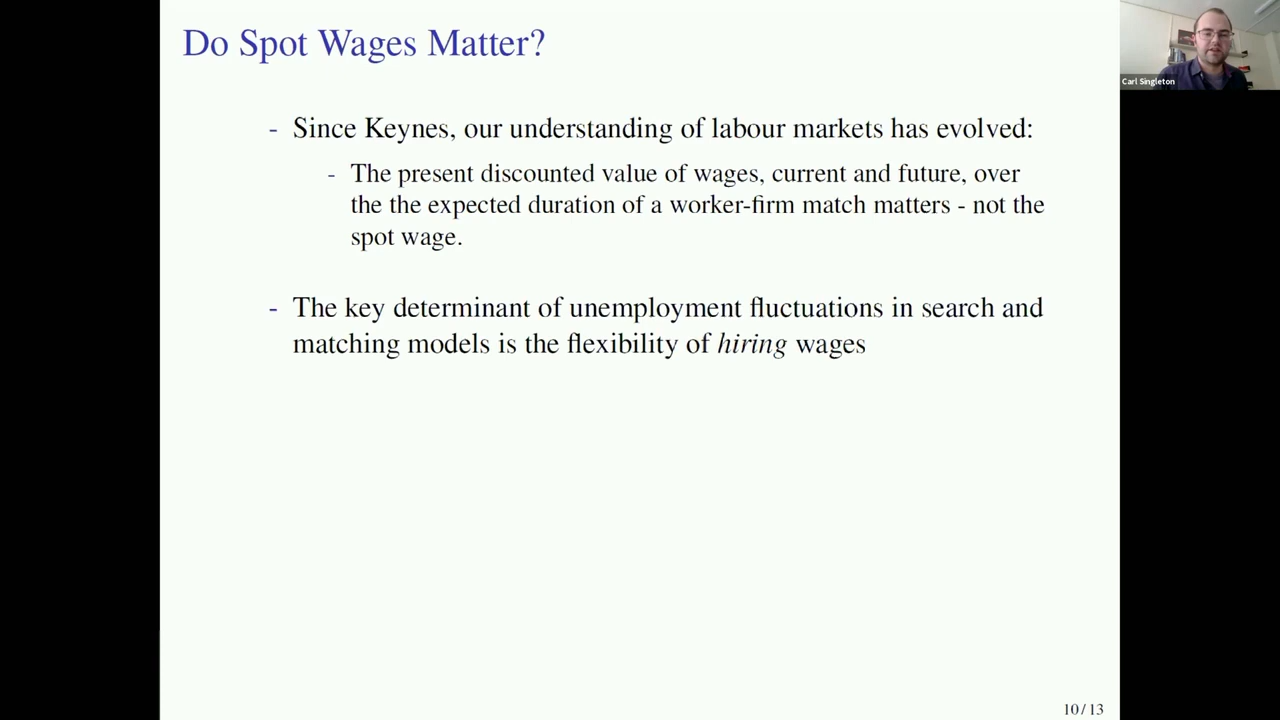 Do Spot Wages Matter?
Carl Singleton
- Since Keynes, our understanding of labour markets has evolved:
- The present discounted value of wages, current and future, over
the the expected duration of a worker-firm match matters - not the
spot wage.
- The key determinant of unemployment fluctuations in search and
matching models is the flexibility of hiring wages
10 / 13